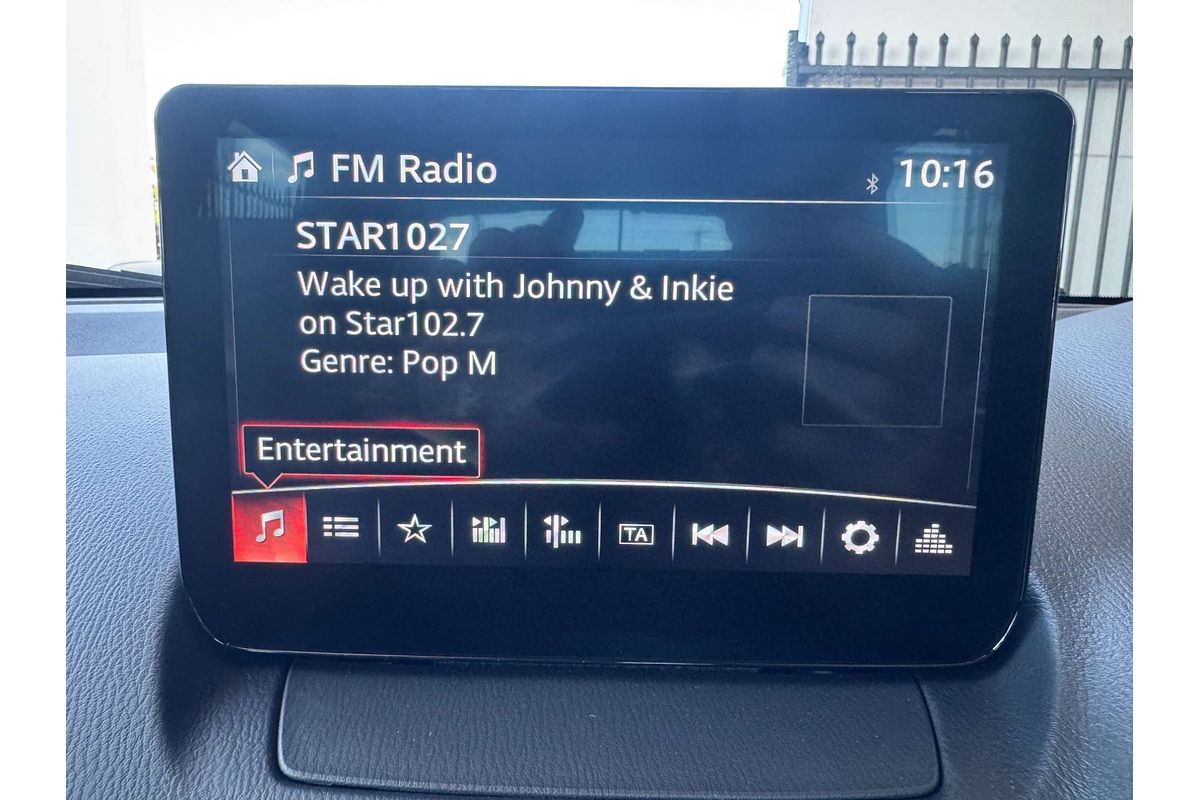 FM Radio
10:16
STAR1027
Wake up with Johnny & Inkie
on Star102.7
Genre: Pop M
Entertainment
TA